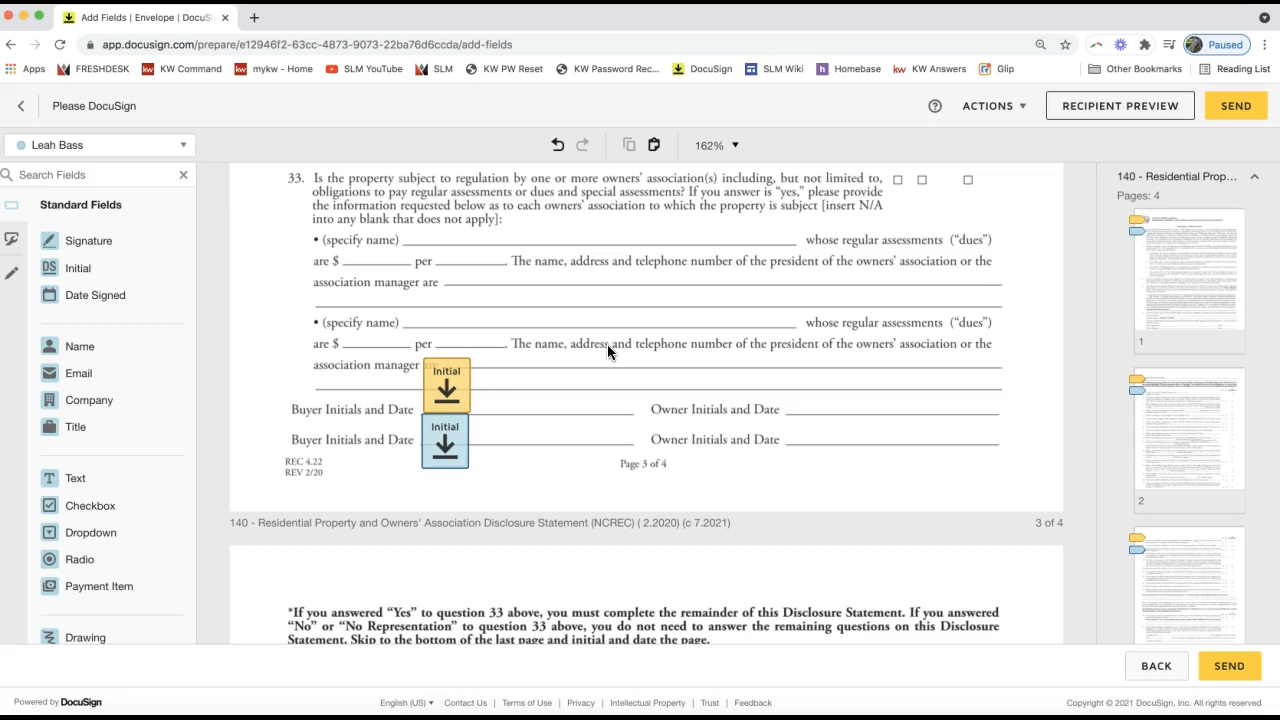 Add Fields | Envelope | DocuSi
app.docusign.com/prepare/e12946f2-63cc-4873-9073-22ba76d6ccda/add-fields
Paused
Apps FRESHDESK KW Command mykw - Home SLM YouTube SLM KW PW Reset KW Password Rec... DocuSign SLM Wiki Homebase KW Answers Glip Other Bookmarks Reading List
Please DocuSign
ACTIONS RECIPIENT PREVIEW SEND
Leah Bass
162%
Search Fields
Standard Fields
Signature
Initial
Date Signed
Name
Email
Company
Title
Text
Checkbox
Dropdown
Radio
Payment Item
Drawing
33. Is the property subject to regulation by one or more owners' association(s) including, but not limited to,
obligations to pay regular assessments or dues and special assessments? If you answer is "yes," please provide
the information requested below as to each owners' association to which the property is subject [insert N/A
into any blank that does not apply]:
• (specify name) whose regular assessments ("dues")
are $ per . The name, address and telephone number of the president of the owners' association or the
association manager are
• (specify name) whose regular assessments ("dues")
are $ per . The name, address and telephone number of the president of the owners' association or the
association manager
Initial
Buyer Initials and Date Owner Initials and Date
Initial
Buyer Initials and Date Owner Initials and Date
REC 4.22
REV 2/20
Page 3 of 4
140 - Residential Property and Owners' Association Disclosure Statement (NCREC) ( 2.2020) (c 7.2021)
3 of 4
*If you answered "Yes" to question 33 above, you must complete the remainder of this Disclosure Statement. If you answered
"No" or "No Representation" to question 33 above, you do not need to answer the remaining questions on this Disclosure
Statement. Skip to the bottom of the last page and initial and date the page.
140 - Residential Prop...
Pages: 4
1
2
BACK SEND
Powered by DocuSign
English (US) Contact Us Terms of Use Privacy Intellectual Property Trust Feedback
Copyright © 2021 DocuSign, Inc. All rights reserved